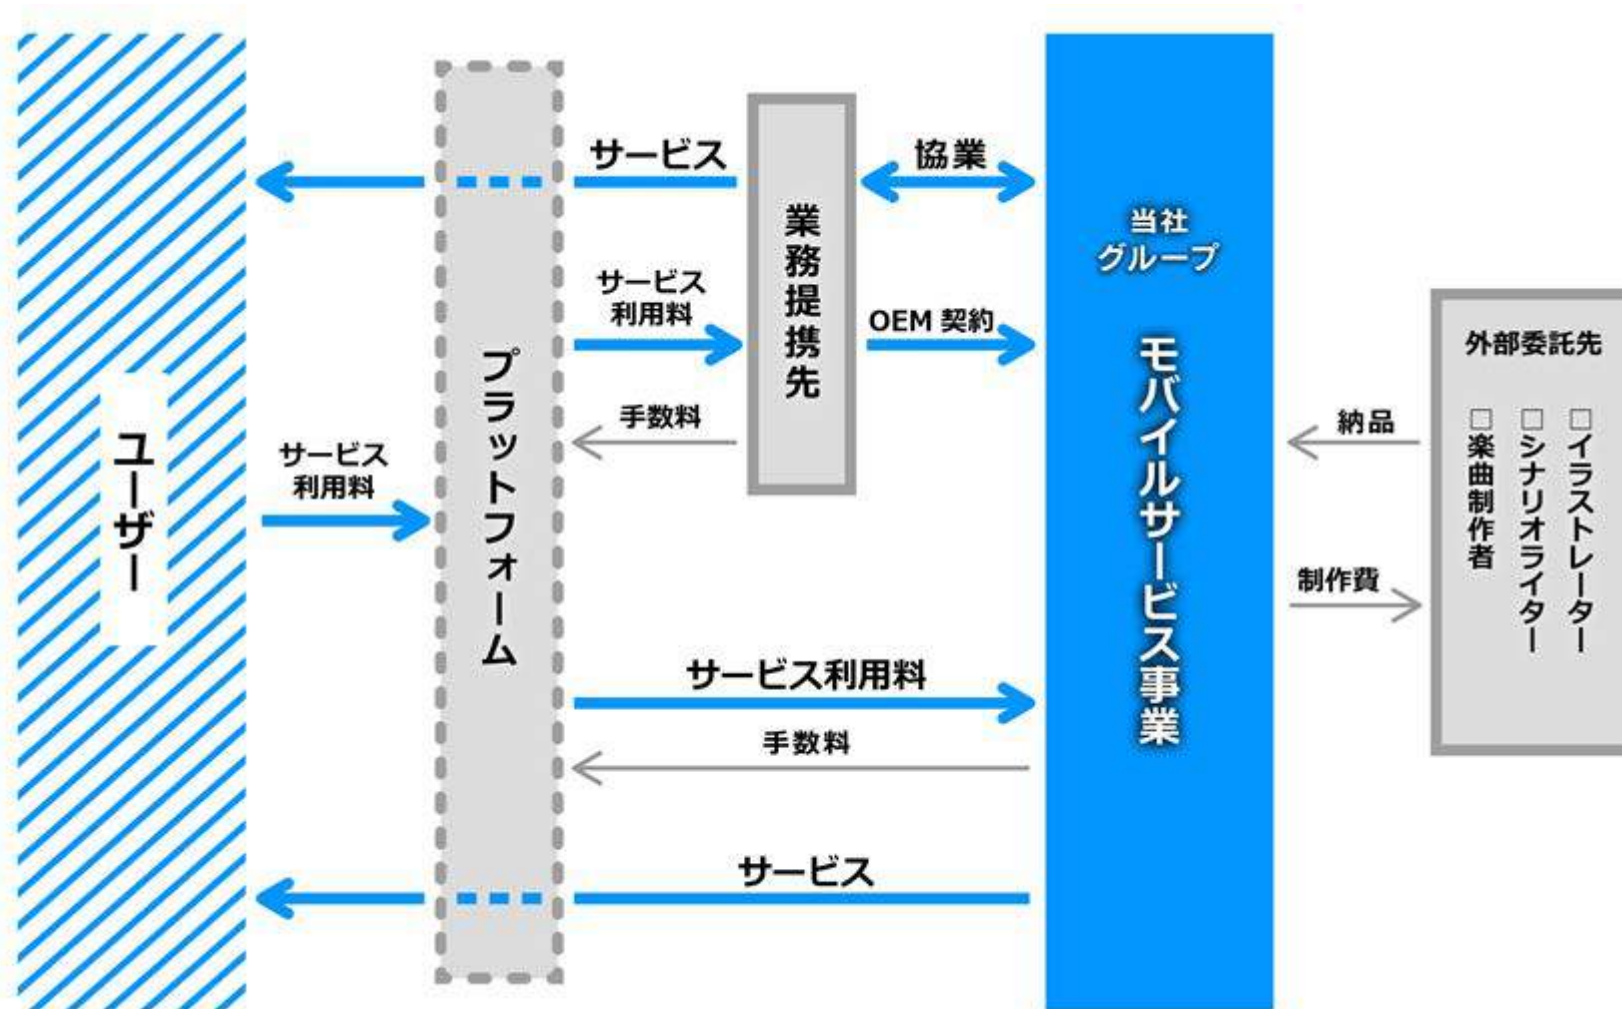 サービス
協業
当社
グループ
モバイルサービス事業
業務提携先
サービス
利用料
OEM 契約
手数料
外部委託先
□イラストレーター
□シナリオライター
□楽曲制作者
納品
制作費
プラットフォーム
ユーザー
サービス
利用料
サービス利用料
手数料
サービス